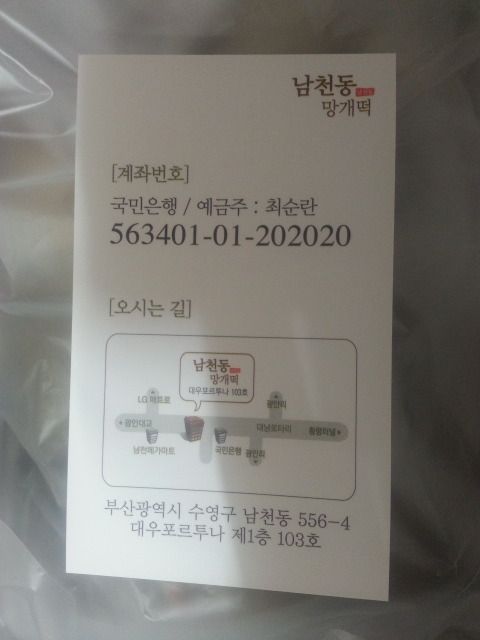 남천동
망개떡
[계좌번호]
국민은행 / 예금주 : 최순란
563401-01-202020
[오시는 길]
남천동
망개떡
대우포르투나 103호
LG 메트로
광안리
광안대교
대남로타리
황령터널
남천메가마트
국민은행
광안리
부산광역시 수영구 남천동 556-4
대우포르투나 제1층 103호